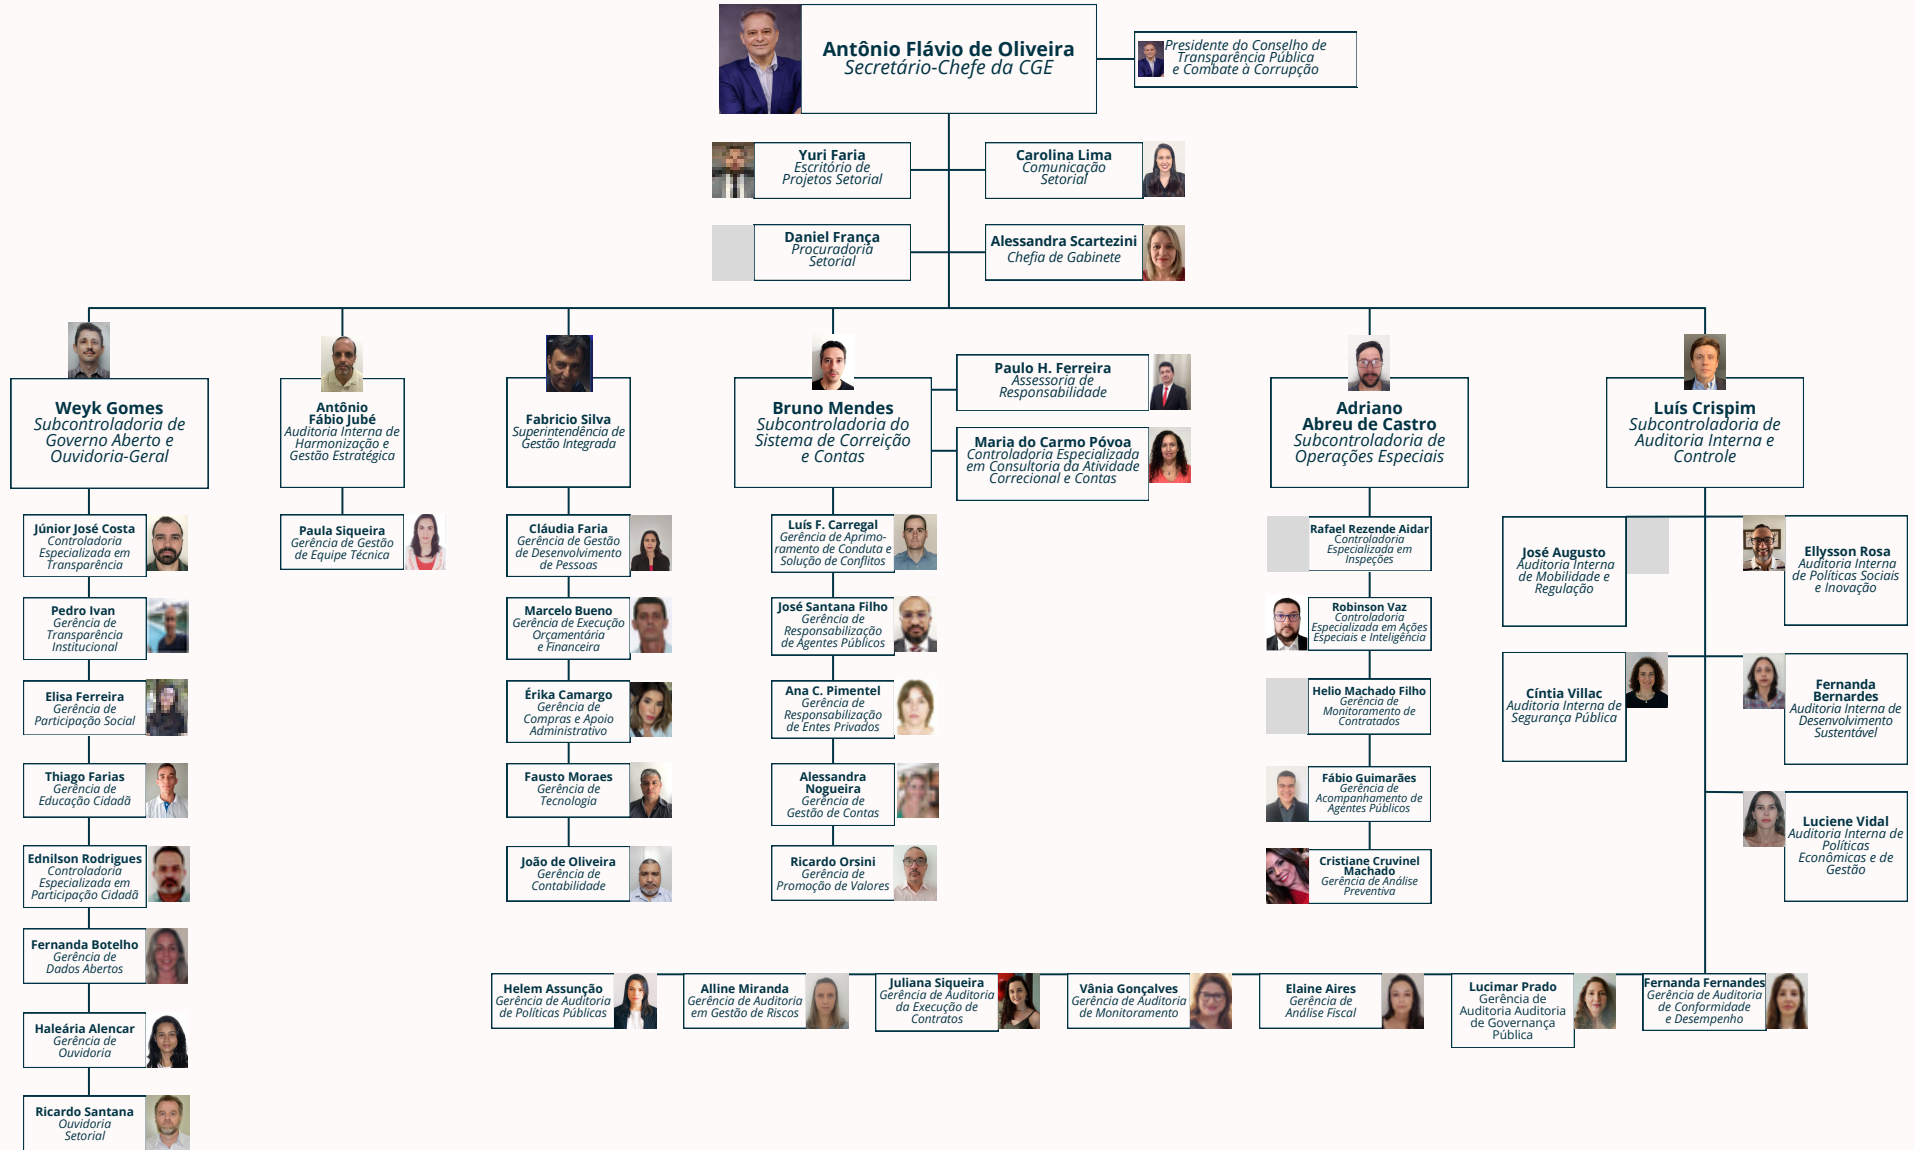 Antônio Flávio de Oliveira
Secretário-Chefe da CGE
Presidente do Conselho de
Transparência Pública
e Combate à Corrupção
Yuri Faria
Escritório de
Projetos Setorial
Carolina Lima
Comunicação
Setorial
Daniel França
Procuradoria
Setorial
Alessandra Scartezini
Chefia de Gabinete
Weyk Gomes
Subcontroladoria de
Governo Aberto e
Ouvidoria-Geral
Antônio
Fábio Jubé
Auditoria Interna de
Harmonização e
Gestão Estratégica
Fabricio Silva
Superintendência de
Gestão Integrada
Bruno Mendes
Subcontroladoria do
Sistema de Correição
e Contas
Paulo H. Ferreira
Assessoria de
Responsabilidade
Maria do Carmo Póvoa
Controladoria Especializada
em Consultoria da Atividade
Correcional e Contas
Adriano
Abreu de Castro
Subcontroladoria de
Operações Especiais
Luís Crispim
Subcontroladoria de
Auditoria Interna e
Controle
Júnior José Costa
Controladoria
Especializada em
Transparência
Pedro Ivan
Gerência de
Transparência
Institucional
Elisa Ferreira
Gerência de
Participação Social
Thiago Farias
Gerência de
Educação Cidadã
Ednilson Rodrigues
Controladoria
Especializada em
Participação Cidadã
Fernanda Botelho
Gerência de
Dados Abertos
Haleária Alencar
Gerência de
Ouvidoria
Ricardo Santana
Ouvidoria
Setorial
Paula Siqueira
Gerência de Gestão
de Equipe Técnica
Cláudia Faria
Gerência de Gestão
de Desenvolvimento
de Pessoas
Marcelo Bueno
Gerência de Execução
Orçamentária
e Financeira
Érika Camargo
Gerência de
Compras e Apoio
Administrativo
Fausto Moraes
Gerência de
Tecnologia
João de Oliveira
Gerência de
Contabilidade
Luís F. Carregal
Gerência de Aprimo-
ramento de Conduta e
Solução de Conflitos
José Santana Filho
Gerência de
Responsabilização
de Agentes Públicos
Ana C. Pimentel
Gerência de
Responsabilização
de Entes Privados
Alessandra
Nogueira
Gerência de
Gestão de Contas
Ricardo Orsini
Gerência de
Promoção de Valores
Rafael Rezende Aidar
Controladoria
Especializada em
Inspeções
Robinson Vaz
Controladoria
Especializada em Ações
Especiais e Inteligência
Helio Machado Filho
Gerência de
Monitoramento de
Contratados
Fábio Guimarães
Gerência de
Acompanhamento de
Agentes Públicos
Cristiane Cruvinel
Machado
Gerência de Análise
Preventiva
José Augusto
Auditoria Interna
de Mobilidade e
Regulação
Ellysson Rosa
Auditoria Interna
de Políticas Sociais
e Inovação
Cíntia Villac
Auditoria Interna de
Segurança Pública
Fernanda
Bernardes
Auditoria Interna de
Desenvolvimento
Sustentável
Luciene Vidal
Auditoria Interna de
Políticas
Econômicas e de
Gestão
Helem Assunção
Gerência de Auditoria
de Políticas Públicas
Alline Miranda
Gerência de Auditoria
em Gestão de Riscos
Juliana Siqueira
Gerência de Auditoria
da Execução de
Contratos
Vânia Gonçalves
Gerência de Auditoria
de Monitoramento
Elaine Aires
Gerência de
Análise Fiscal
Lucimar Prado
Gerência de
Auditoria Auditoria
de Governança
Pública
Fernanda Fernandes
Gerência de Auditoria
de Conformidade
e Desempenho